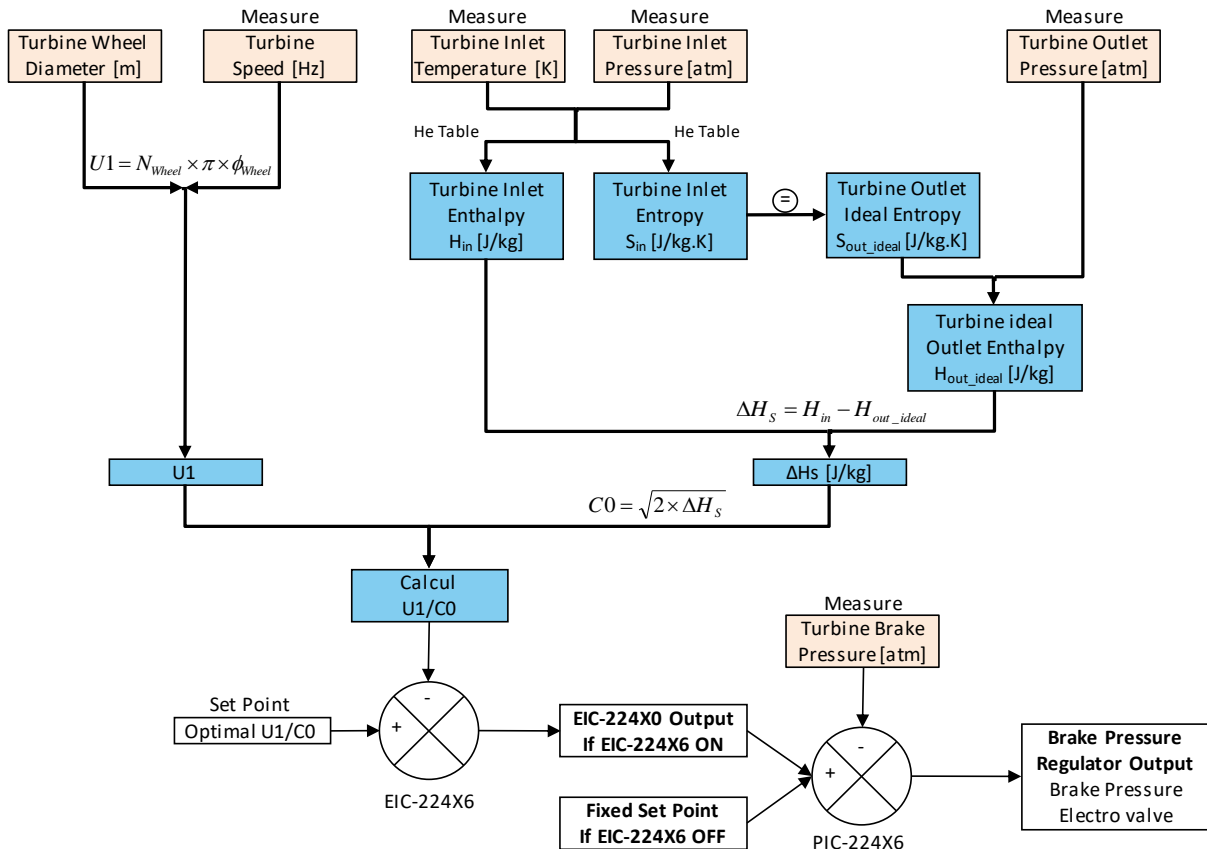 Measure
Measure
Measure
Measure
Turbine Wheel
Diameter [m]
Turbine
Speed [Hz]
Turbine Inlet
Temperature [K]
Turbine Inlet
Pressure [atm]
Turbine Outlet
Pressure [atm]
He Table
He Table
U1 = N_Wheel × π × ϕ_Wheel
Turbine Inlet
Enthalpy
H_in [J/kg]
Turbine Inlet
Entropy
S_in [J/kg.K]
=
Turbine Outlet
Ideal Entropy
S_out_ideal [J/kg.K]
Turbine ideal
Outlet Enthalpy
H_out_ideal [J/kg]
ΔH_S = H_in − H_out_ideal
U1
ΔHs [J/kg]
C0 = √(2 × ΔH_S)
Calcul
U1/C0
Measure
Turbine Brake
Pressure [atm]
Set Point
Optimal U1/C0
-
+
EIC-224X6
EIC-224X0 Output
If EIC-224X6 ON
Fixed Set Point
If EIC-224X6 OFF
-
+
PIC-224X6
Brake Pressure
Regulator Output
Brake Pressure
Electro valve